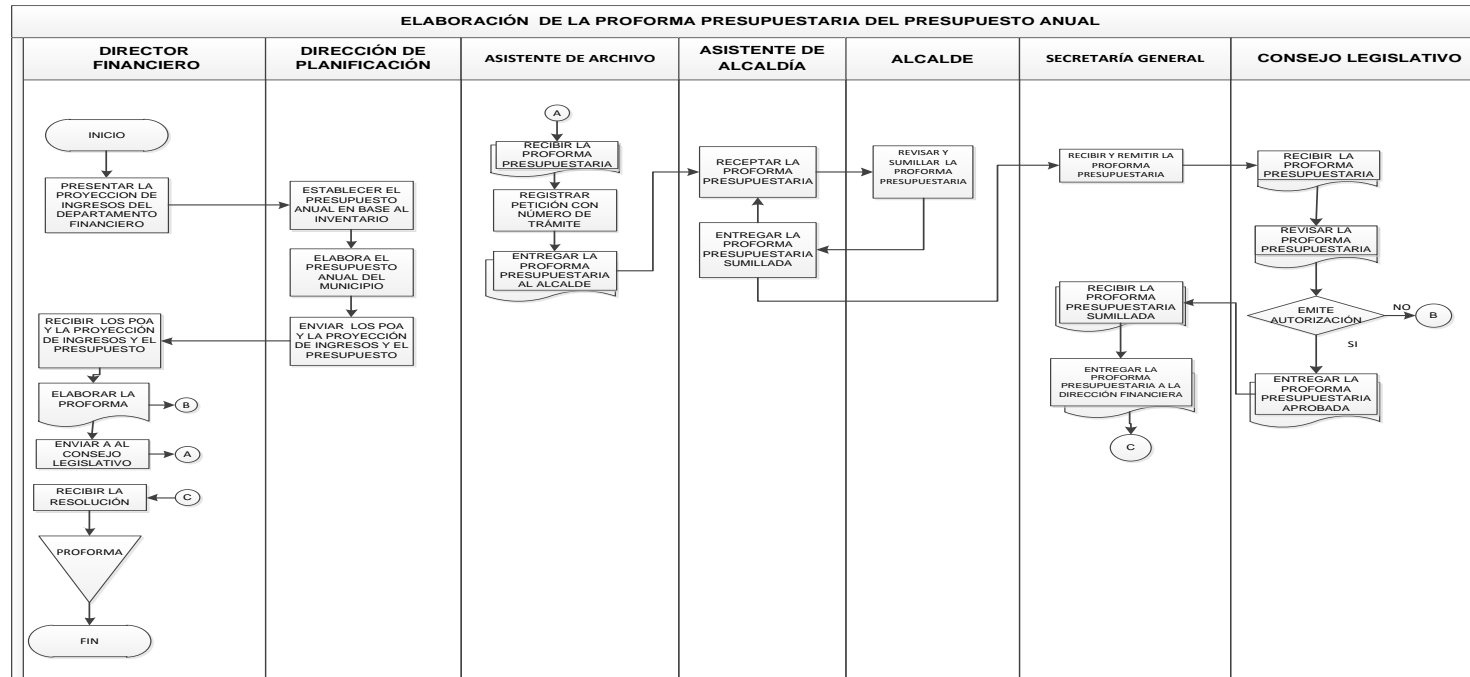 ELABORACIÓN DE LA PROFORMA PRESUPUESTARIA DEL PRESUPUESTO ANUAL
DIRECTOR
FINANCIERO
DIRECCIÓN DE
PLANIFICACIÓN
ASISTENTE DE ARCHIVO
ASISTENTE DE
ALCALDÍA
ALCALDE
SECRETARÍA GENERAL
CONSEJO LEGISLATIVO
INICIO
PRESENTAR LA
PROYECCION DE
INGRESOS DEL
DEPARTAMENTO
FINANCIERO
RECIBIR LOS POA
Y LA PROYECCIÓN
DE INGRESOS Y EL
PRESUPUESTO
ELABORAR LA
PROFORMA
B
ENVIAR A AL
CONSEJO
LEGISLATIVO
A
RECIBIR LA
RESOLUCIÓN
C
PROFORMA
FIN
ESTABLECER EL
PRESUPUESTO
ANUAL EN BASE AL
INVENTARIO
ELABORA EL
PRESUPUESTO
ANUAL DEL
MUNICIPIO
ENVIAR LOS POA
Y LA PROYECCIÓN
DE INGRESOS Y EL
PRESUPUESTO
A
RECIBIR LA
PROFORMA
PRESUPUESTARIA
REGISTRAR
PETICIÓN CON
NÚMERO DE
TRÁMITE
ENTREGAR LA
PROFORMA
PRESUPUESTARIA
AL ALCALDE
RECEPTAR LA
PROFORMA
PRESUPUESTARIA
ENTREGAR LA
PROFORMA
PRESUPUESTARIA
SUMILLADA
REVISAR Y
SUMILLAR LA
PROFORMA
PRESUPUESTARIA
RECIBIR Y REMITIR LA
PROFORMA
PRESUPUESTARIA
RECIBIR LA
PROFORMA
PRESUPUESTARIA
SUMILLADA
ENTREGAR LA
PROFORMA
PRESUPUESTARIA A LA
DIRECCIÓN FINANCIERA
C
RECIBIR LA
PROFORMA
PRESUPUESTARIA
REVISAR LA
PROFORMA
PRESUPUESTARIA
EMITE
AUTORIZACIÓN
NO
B
SI
ENTREGAR LA
PROFORMA
PRESUPUESTARIA
APROBADA